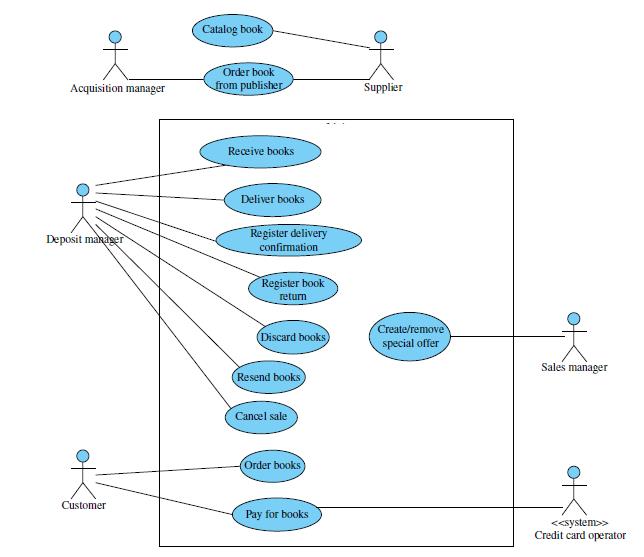 Catalog book
Order book
from publisher
Acquisition manager
Supplier
Receive books
Deliver books
Deposit manager
Register delivery
confirmation
Register book
return
Discard books
Create/remove
special offer
Sales manager
Resend books
Cancel sale
Order books
Customer
Pay for books
<<system>>
Credit card operator